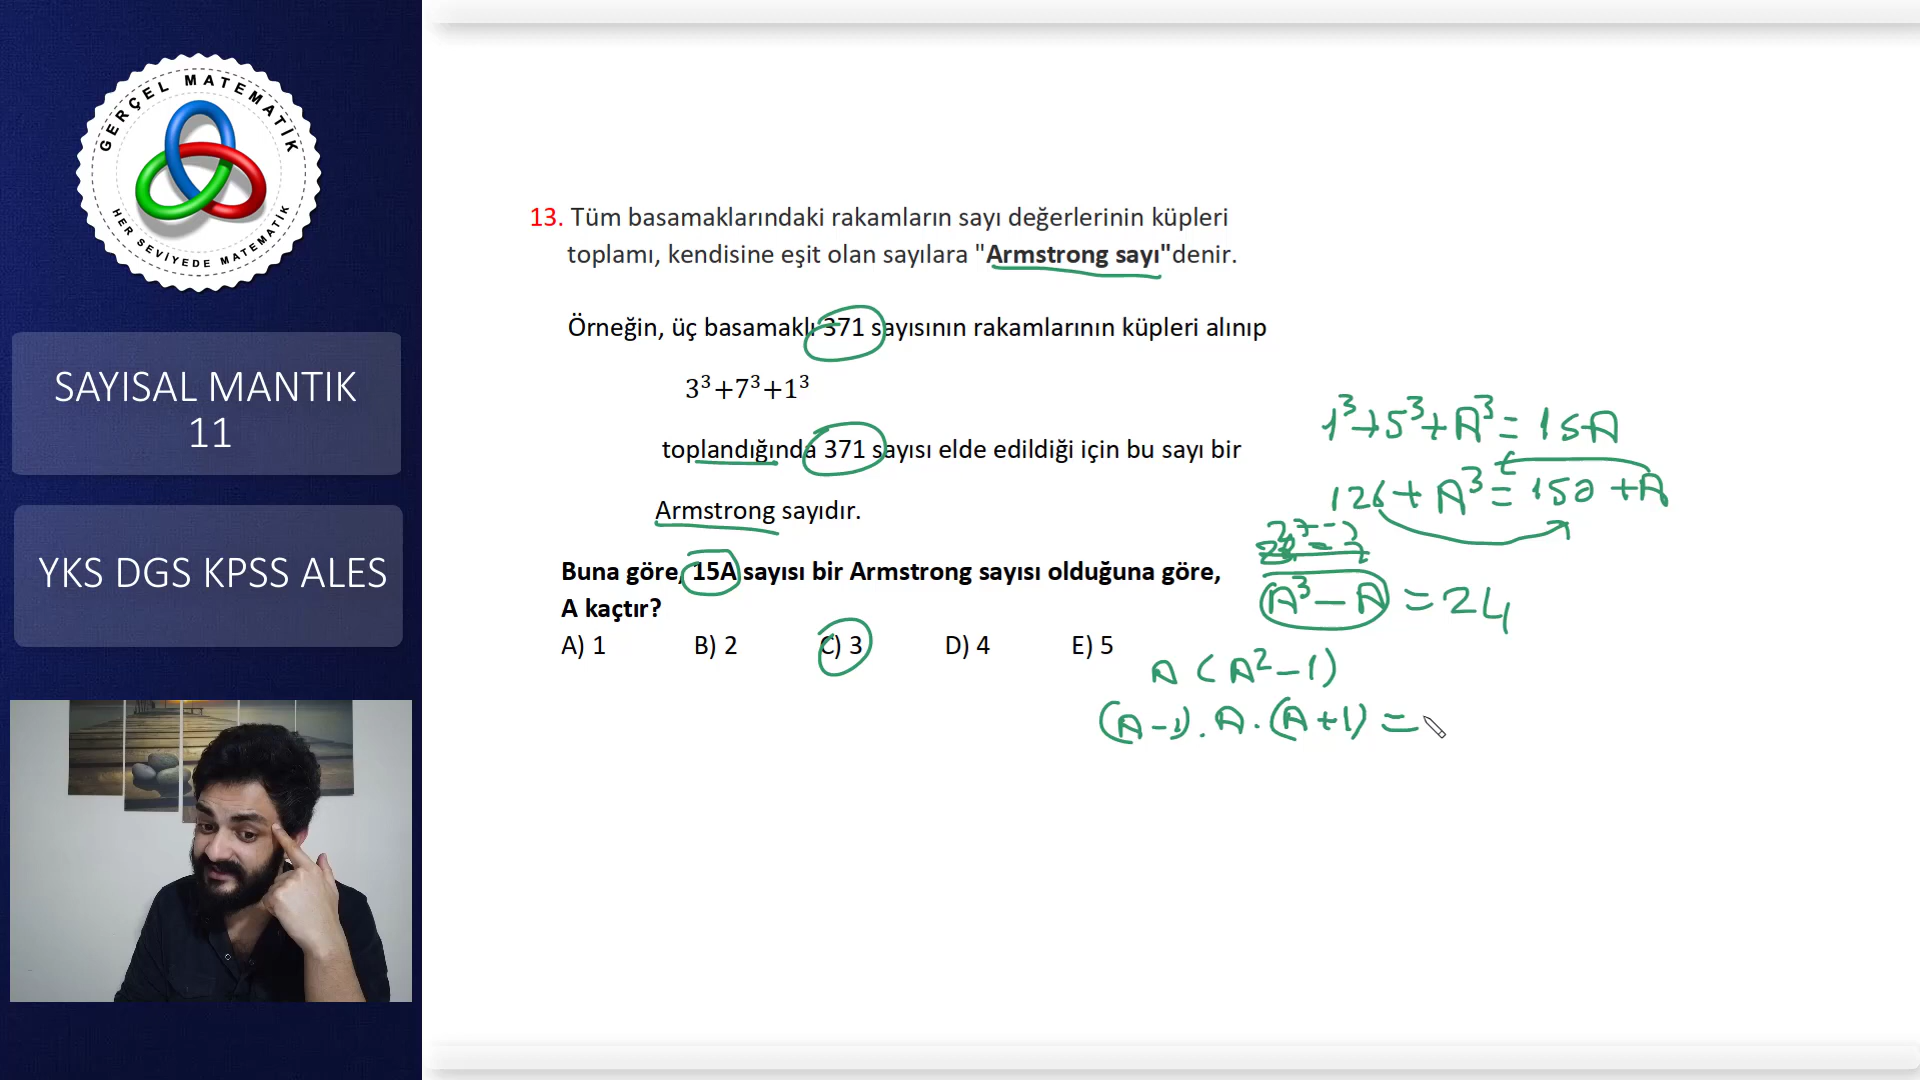 GERÇEL MATEMATİK
HER SEVİYEDE MATEMATİK
SAYISAL MANTIK
11
YKS DGS KPSS ALES
13. Tüm basamaklarındaki rakamların sayı değerlerinin küpleri
toplamı, kendisine eşit olan sayılara "Armstrong sayı"denir.
Örneğin, üç basamaklı 371 sayısının rakamlarının küpleri alınıp
3³+7³+1³
toplandığında 371 sayısı elde edildiği için bu sayı bir
Armstrong sayıdır.
Buna göre, 15A sayısı bir Armstrong sayısı olduğuna göre,
A kaçtır?
A) 1 B) 2 C) 3 D) 4 E) 5
1³+5³+A³=15A
126+A³=150+A
A³-A=24
A(A²-1)
(A-1).A.(A+1)=